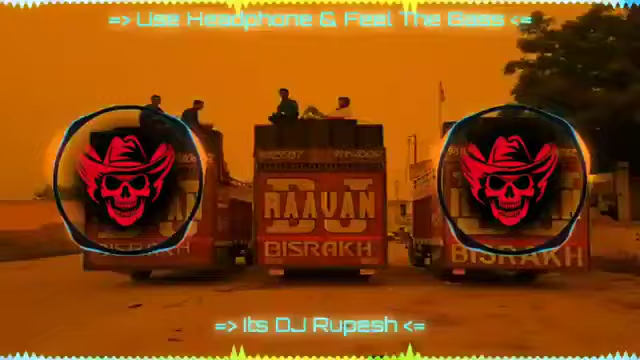 => Use Headphone & Feel The Bass <=
DJ
RAAVAN
BISRAKH
BISRAKH
BISRAKH
=> Its DJ Rupesh <=